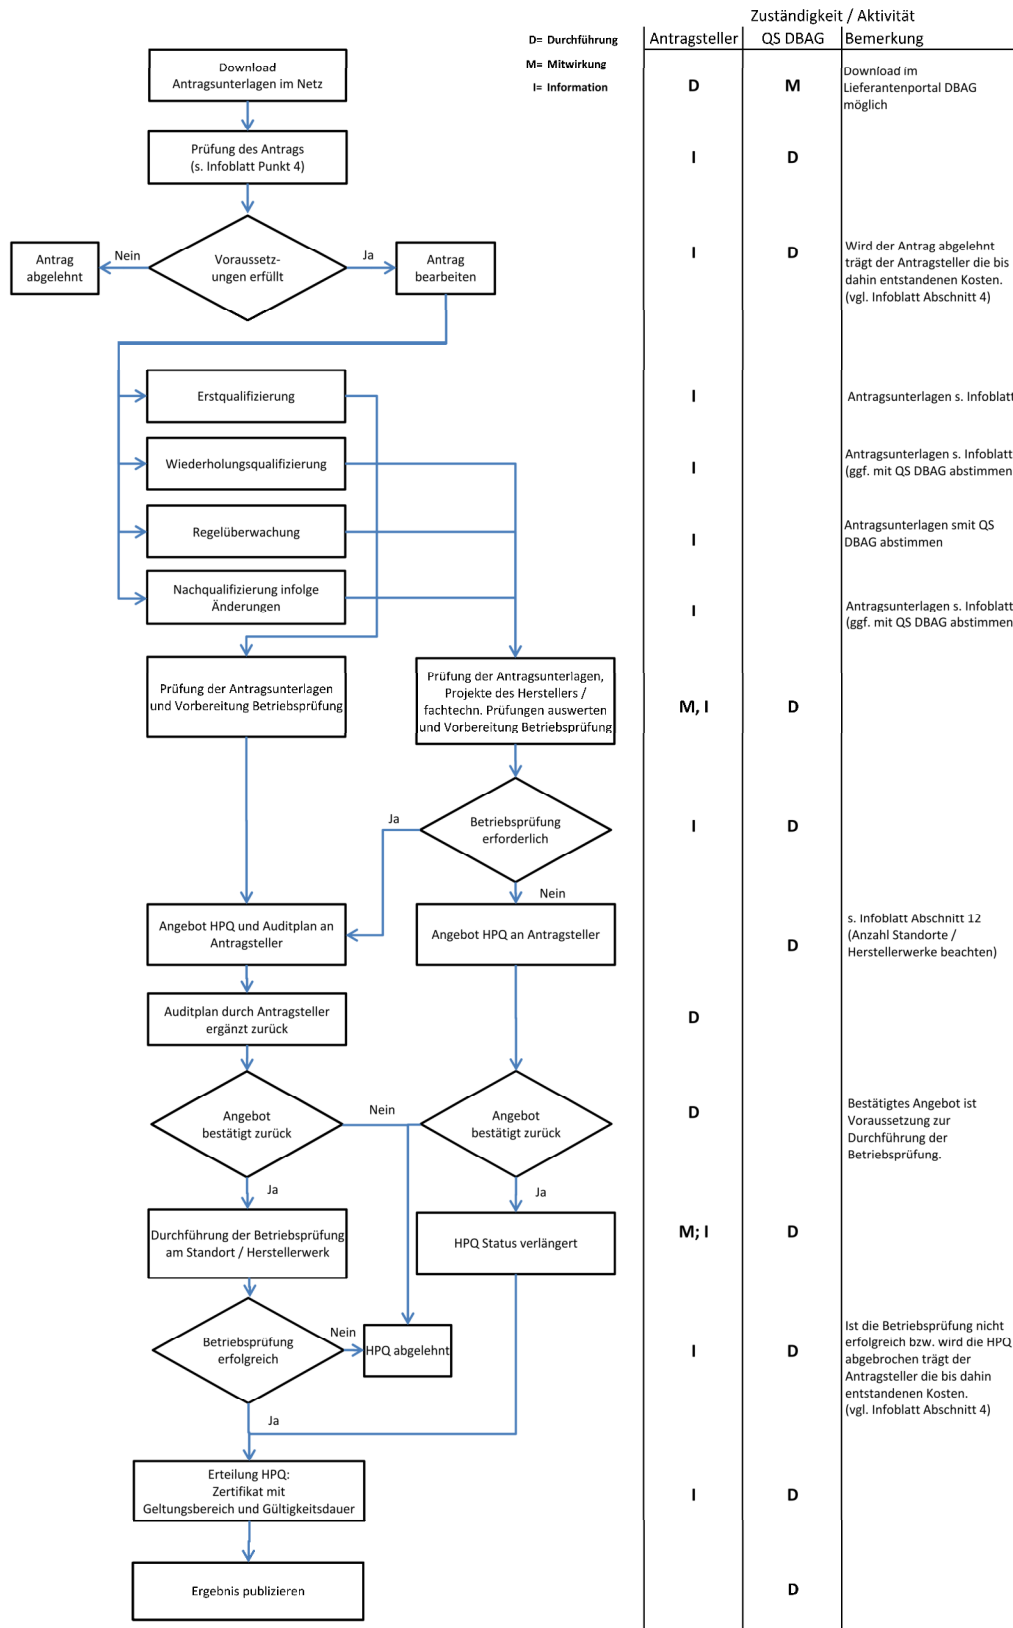 Zuständigkeit / Aktivität
D= Durchführung
M= Mitwirkung
I= Information
Antragsteller
QS DBAG
Bemerkung
Download
Antragsunterlagen im Netz
D
M
Download im
Lieferantenportal DBAG
möglich
Prüfung des Antrags
(s. Infoblatt Punkt 4)
I
D
Antrag
abgelehnt
Nein
Voraussetz-
ungen erfüllt
Ja
Antrag
bearbeiten
I
D
Wird der Antrag abgelehnt
trägt der Antragsteller die bis
dahin entstandenen Kosten.
(vgl. Infoblatt Abschnitt 4)
Erstqualifizierung
I
Antragsunterlagen s. Infoblatt
Wiederholungsqualifizierung
I
Antragsunterlagen s. Infoblatt
(ggf. mit QS DBAG abstimmen
Regelüberwachung
I
Antragsunterlagen smit QS
DBAG abstimmen
Nachqualifizierung infolge
Änderungen
I
Antragsunterlagen s. Infoblatt
(ggf. mit QS DBAG abstimmen
Prüfung der Antragsunterlagen
und Vorbereitung Betriebsprüfung
Prüfung der Antragsunterlagen,
Projekte des Herstellers /
fachtechn. Prüfungen auswerten
und Vorbereitung Betriebsprüfung
M, I
D
Ja
Betriebsprüfung
erforderlich
I
D
Nein
Angebot HPQ und Auditplan an
Antragsteller
Angebot HPQ an Antragsteller
D
s. Infoblatt Abschnitt 12
(Anzahl Standorte /
Herstellerwerke beachten)
Auditplan durch Antragsteller
ergänzt zurück
D
Angebot
bestätigt zurück
Nein
Angebot
bestätigt zurück
D
Bestätigtes Angebot ist
Voraussetzung zur
Durchführung der
Betriebsprüfung.
Ja
Ja
Durchführung der Betriebsprüfung
am Standort / Herstellerwerk
HPQ Status verlängert
M; I
D
Betriebsprüfung
erfolgreich
Nein
HPQ abgelehnt
I
D
Ist die Betriebsprüfung nicht
erfolgreich bzw. wird die HPQ
abgebrochen trägt der
Antragsteller die bis dahin
entstandenen Kosten.
(vgl. Infoblatt Abschnitt 4)
Ja
Erteilung HPQ:
Zertifikat mit
Geltungsbereich und Gültigkeitsdauer
I
D
Ergebnis publizieren
D